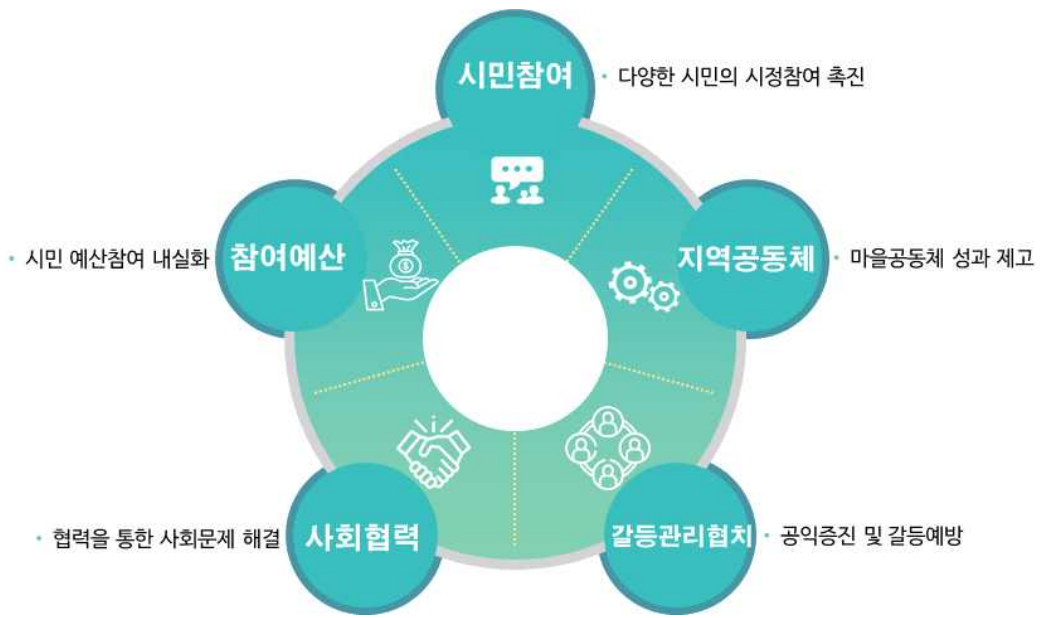 시민참여
· 다양한 시민의 시정참여 촉진
· 시민 예산참여 내실화
참여예산
지역공동체
· 마을공동체 성과 제고
· 협력을 통한 사회문제 해결
사회협력
갈등관리협치
· 공익증진 및 갈등예방